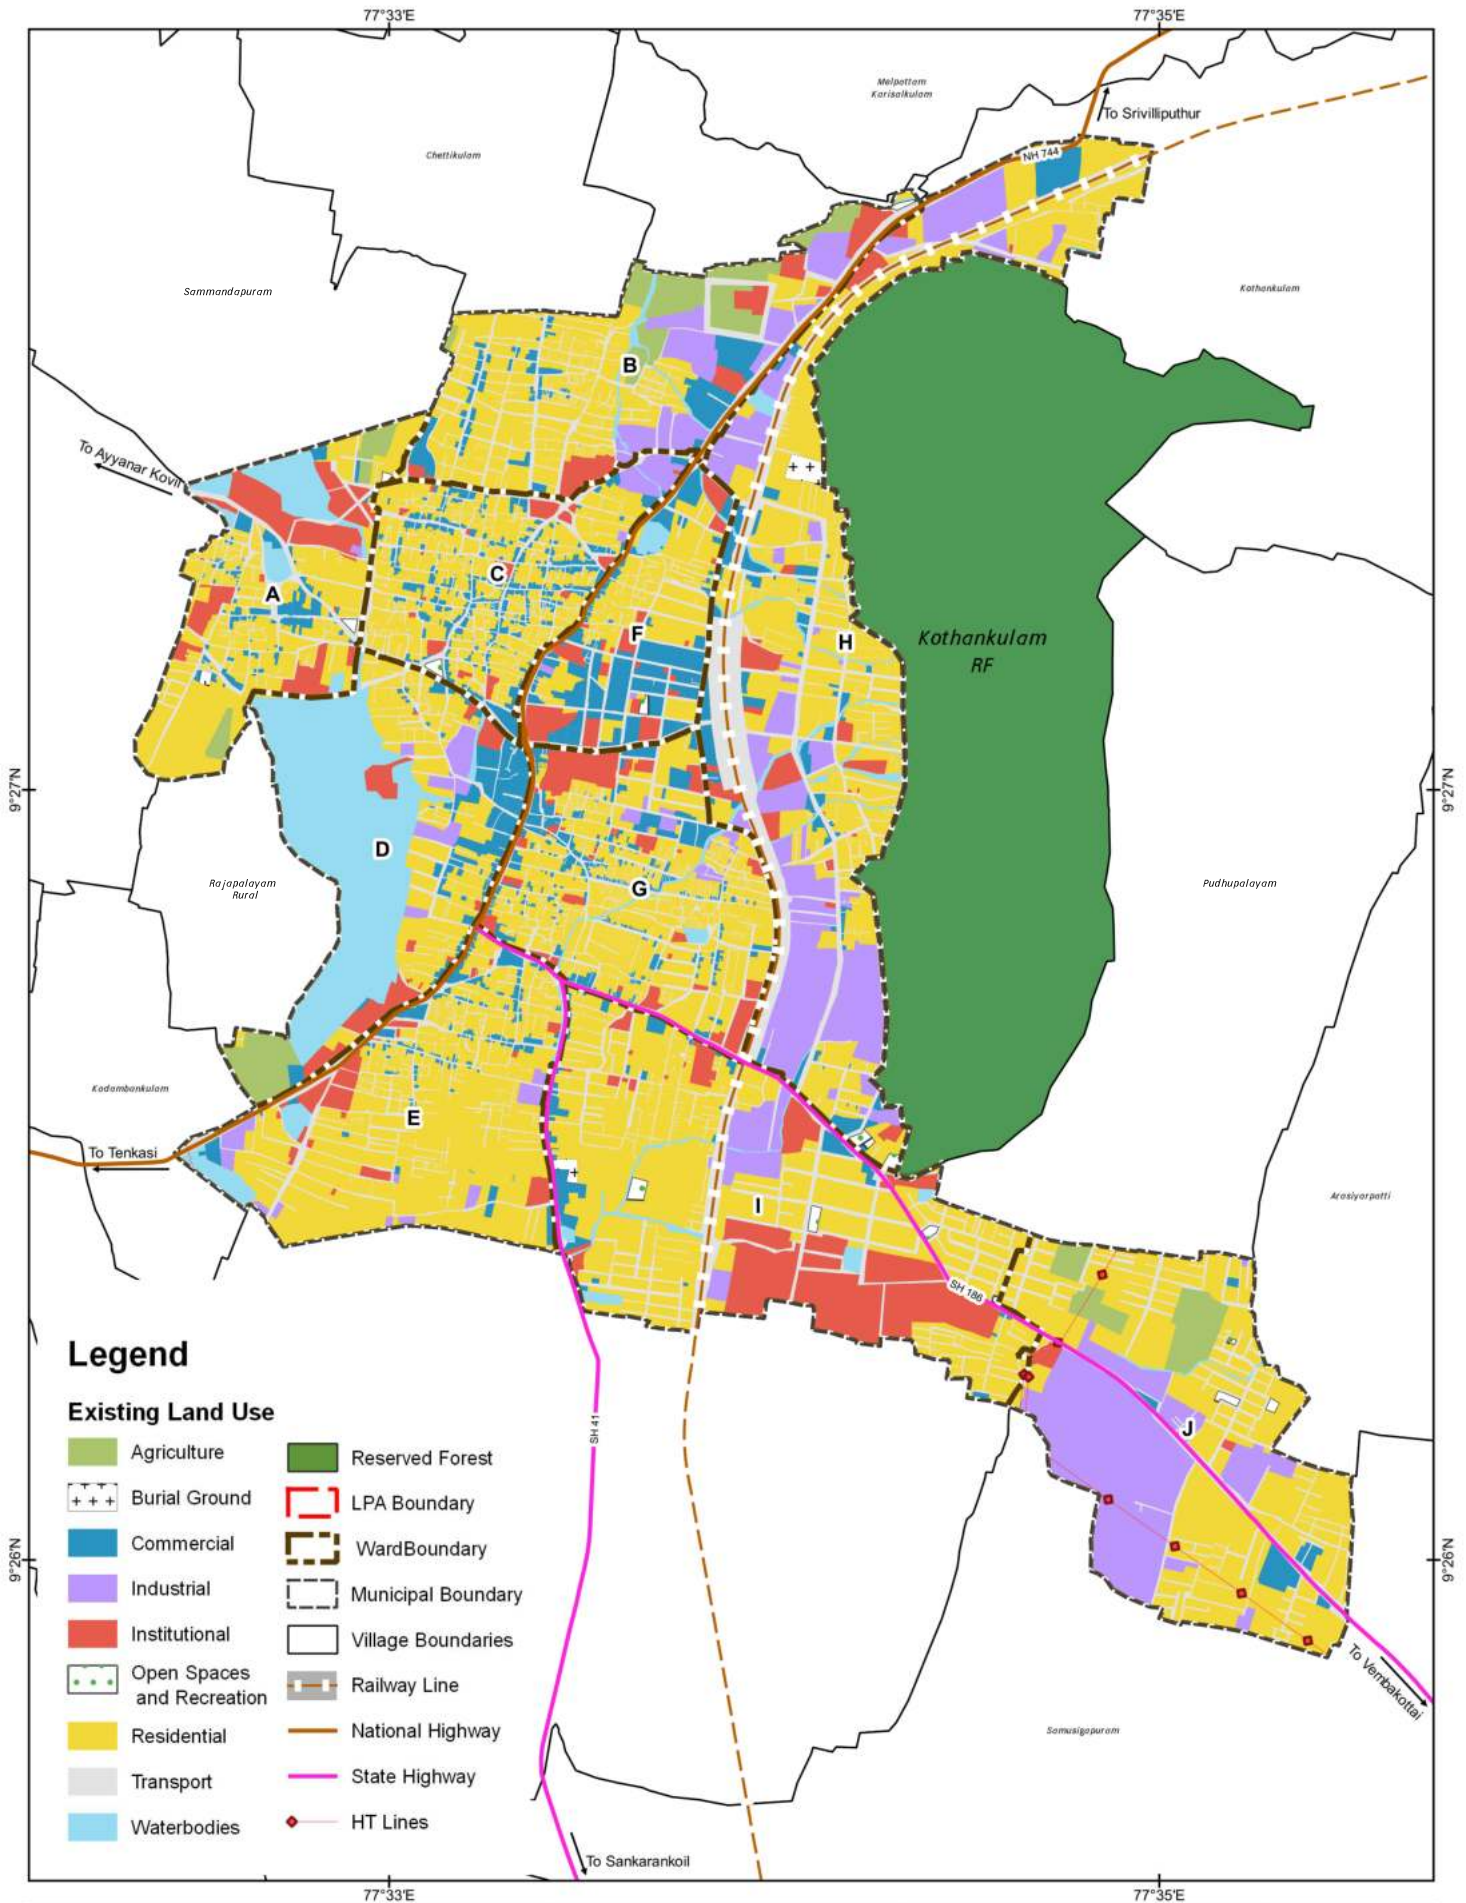 77°33'E
77°35'E
Melpattam
Karisalkulam
To Srivilliputhur
Chettikulam
NH 744
Sammandapuram
Kothankulam
B
To Ayyanar Kovil
C
A
F
H
Kothankulam
RF
9°27'N
9°27'N
D
Rajapalayam
Rural
G
Pudhupalayam
Kadambankulam
E
To Tenkasi
I
Arasiyarpatti
SH 186
Legend
Existing Land Use
J
SH 41
Agriculture
Burial Ground
Commercial
Industrial
Institutional
Open Spaces
and Recreation
Residential
Transport
Waterbodies
Reserved Forest
LPA Boundary
WardBoundary
Municipal Boundary
Village Boundaries
Railway Line
National Highway
State Highway
HT Lines
9°26'N
9°26'N
To Vembakottai
Samusigapuram
To Sankarankoil
77°33'E
77°35'E